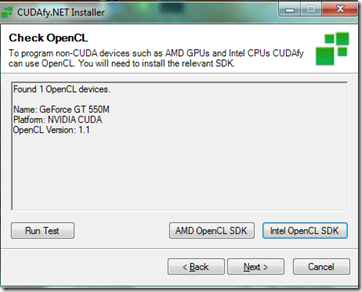 CUDAfy.NET Installer
Check OpenCL
To program non-CUDA devices such as AMD GPUs and Intel CPUs CUDAfy
can use OpenCL. You will need to install the relevant SDK.
Found 1 OpenCL devices.
Name: GeForce GT 550M
Platform: NVIDIA CUDA
OpenCL Version: 1.1
Run Test
AMD OpenCL SDK
Intel OpenCL SDK
< Back
Next >
Cancel